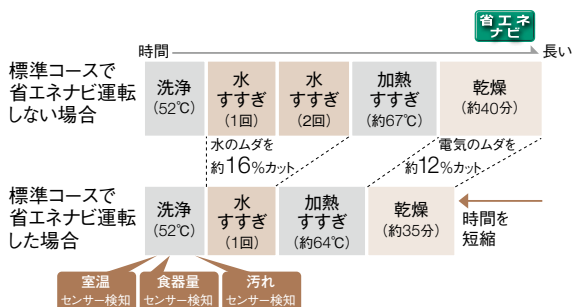 省エネ
ナビ
時間
長い
標準コースで
省エネナビ運転
しない場合
洗浄
(52℃)
水
すすぎ
(1回)
水
すすぎ
(2回)
加熱
すすぎ
(約67℃)
乾燥
(約40分)
水のムダを
約16%カット
電気のムダを
約12%カット
標準コースで
省エネナビ運転
した場合
洗浄
(52℃)
水
すすぎ
(1回)
加熱
すすぎ
(約64℃)
乾燥
(約35分)
時間を
短縮
室温
センサー検知
食器量
センサー検知
汚れ
センサー検知